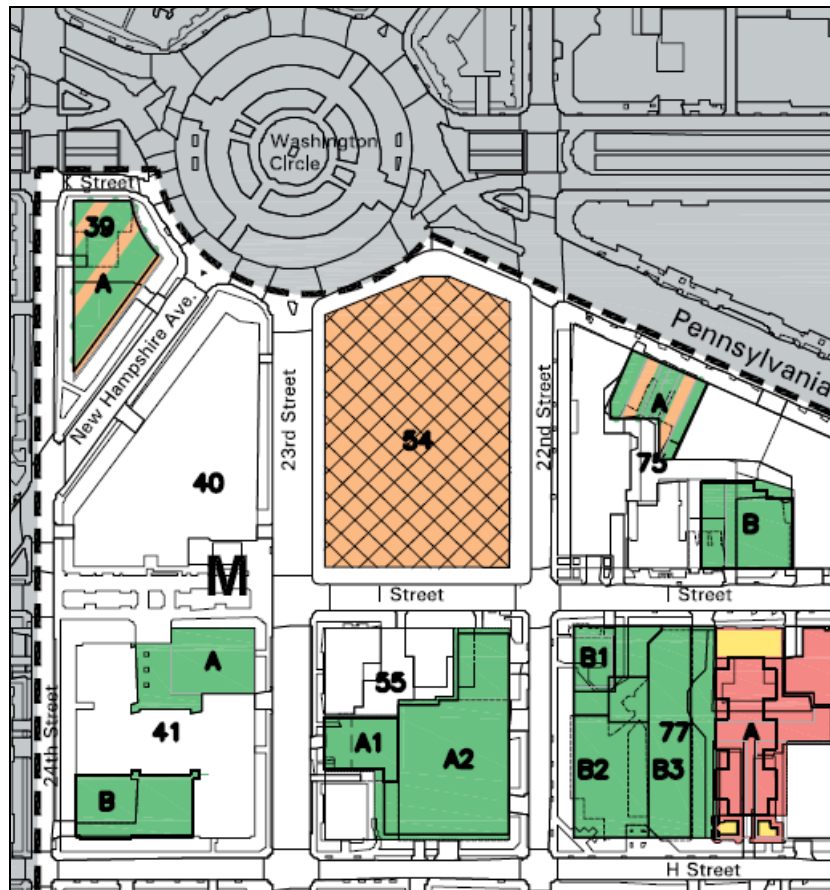 Washington
Circle
K Street
39
A
New Hampshire Ave.
Pennsylvania
23rd Street
54
22nd Street
A
75
40
B
M
I Street
I Street
A
B1
55
24th Street
41
A1
A2
77
A
B
B2
B3
H Street